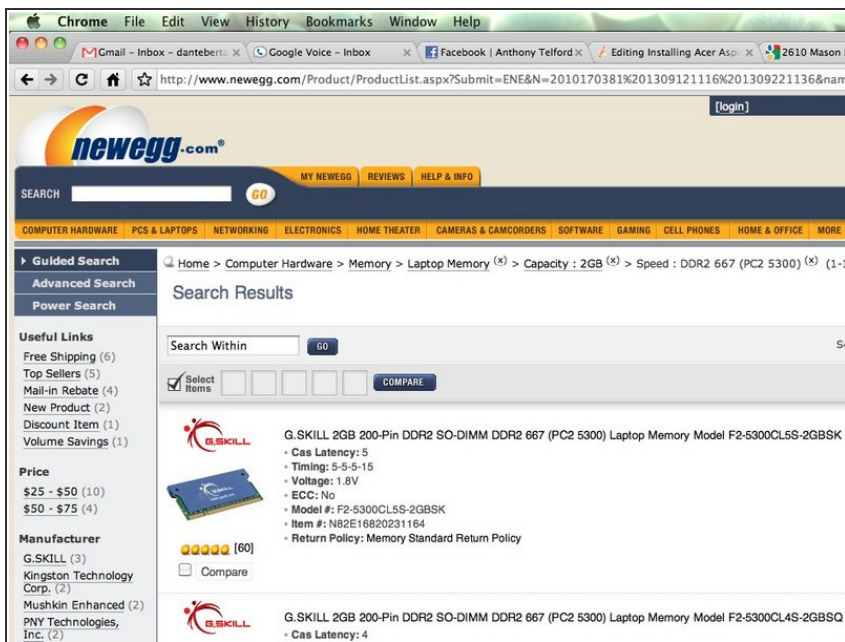 Chrome File Edit View History Bookmarks Window Help
Gmail - Inbox - danteberta x Google Voice - Inbox x Facebook | Anthony Telford x Editing Installing Acer Aspi x 2610 Mason
http://www.newegg.com/Product/ProductList.aspx?Submit=ENE&N=2010170381%201309121116%201309221136&nam
[login]
newegg.com®
MY NEWEGG REVIEWS HELP & INFO
SEARCH GO
COMPUTER HARDWARE PCS & LAPTOPS NETWORKING ELECTRONICS HOME THEATER CAMERAS & CAMCORDERS SOFTWARE GAMING CELL PHONES HOME & OFFICE MORE
Guided Search
Advanced Search
Power Search
Home > Computer Hardware > Memory > Laptop Memory (x) > Capacity : 2GB (x) > Speed : DDR2 667 (PC2 5300) (x) (1-1
Search Results
Useful Links
Free Shipping (6)
Top Sellers (5)
Mail-in Rebate (4)
New Product (2)
Discount Item (1)
Volume Savings (1)
Price
$25 - $50 (10)
$50 - $75 (4)
Manufacturer
G.SKILL (3)
Kingston Technology
Corp. (2)
Mushkin Enhanced (2)
PNY Technologies,
Inc. (2)
Search Within GO
Select
Items
COMPARE
G.SKILL
G.SKILL 2GB 200-Pin DDR2 SO-DIMM DDR2 667 (PC2 5300) Laptop Memory Model F2-5300CL5S-2GBSK
Cas Latency: 5
Timing: 5-5-5-15
Voltage: 1.8V
ECC: No
Model #: F2-5300CL5S-2GBSK
Item #: N82E16820231164
Return Policy: Memory Standard Return Policy
[60]
Compare
G.SKILL
G.SKILL 2GB 200-Pin DDR2 SO-DIMM DDR2 667 (PC2 5300) Laptop Memory Model F2-5300CL4S-2GBSQ
Cas Latency: 4